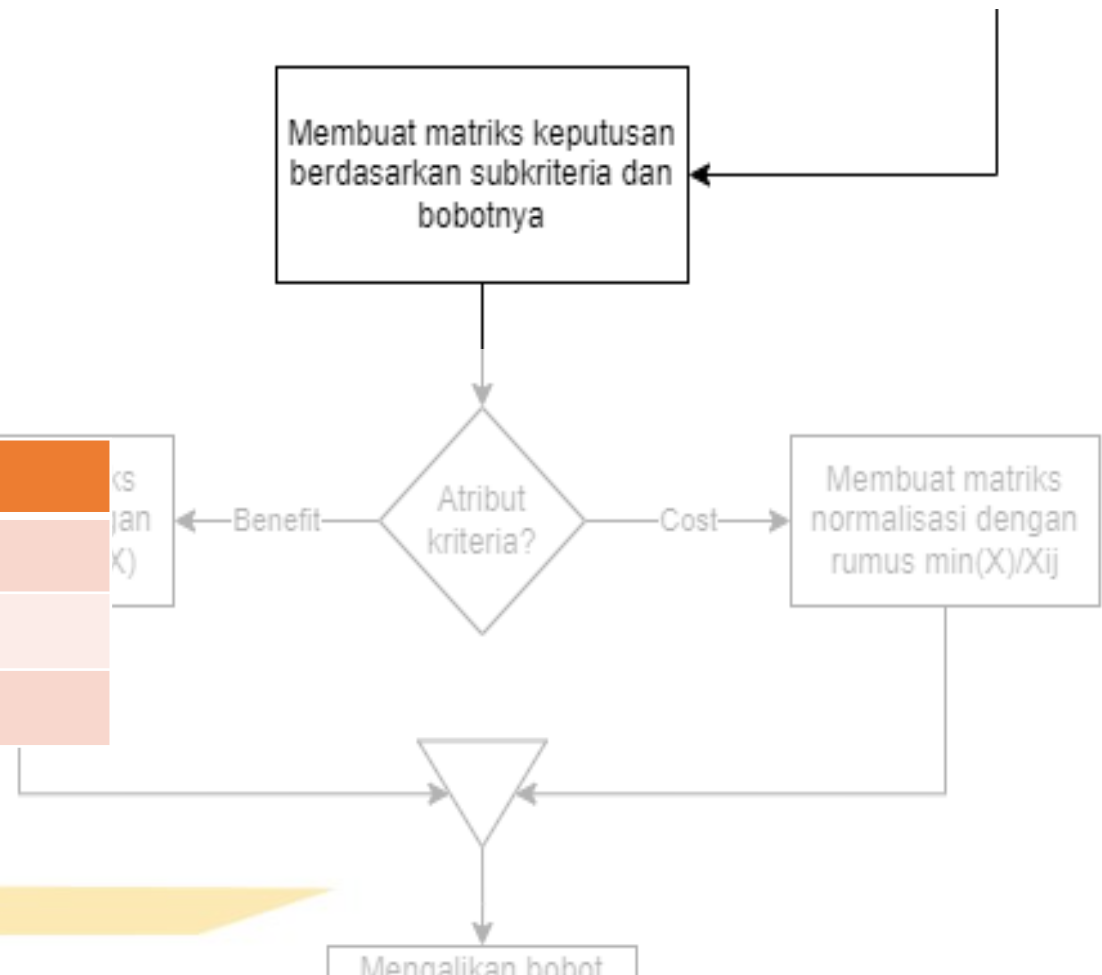 Membuat matriks keputusan
berdasarkan subkriteria dan
bobotnya
Atribut
kriteria?
Benefit
Cost
Membuat matriks
normalisasi dengan
rumus min(X)/Xij
Mengalikan bobot